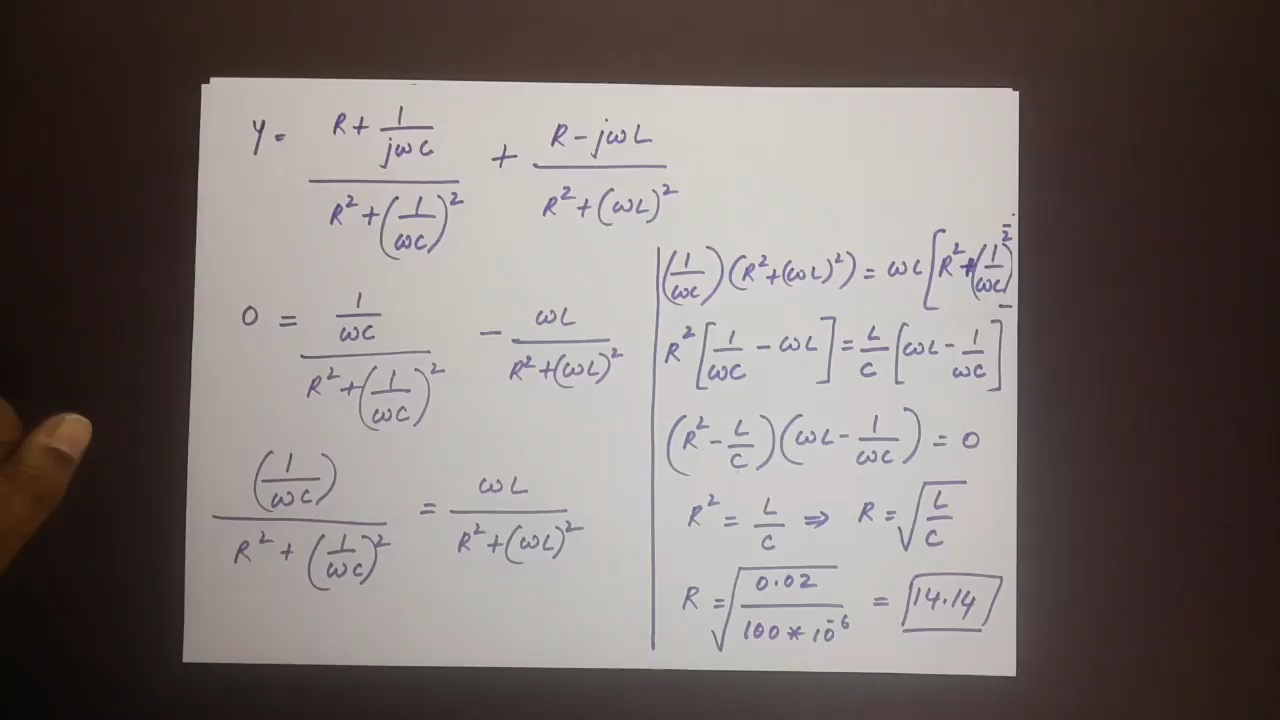 Y = (R + 1/jωC) / (R² + (1/ωC)²) + (R - jωL) / (R² + (ωL)²)
0 = (1/ωC) / (R² + (1/ωC)²) - ωL / (R² + (ωL)²)
(1/ωC) / (R² + (1/ωC)²) = ωL / (R² + (ωL)²)
(1/ωC)(R² + (ωL)²) = ωL[R² + (1/ωC)²]
R²[1/ωC - ωL] = L/C [ωL - 1/ωC]
(R² - L/C)(ωL - 1/ωC) = 0
R² = L/C ⇒ R = √(L/C)
R = √(0.02 / 100 * 10⁻⁶) = 14.14